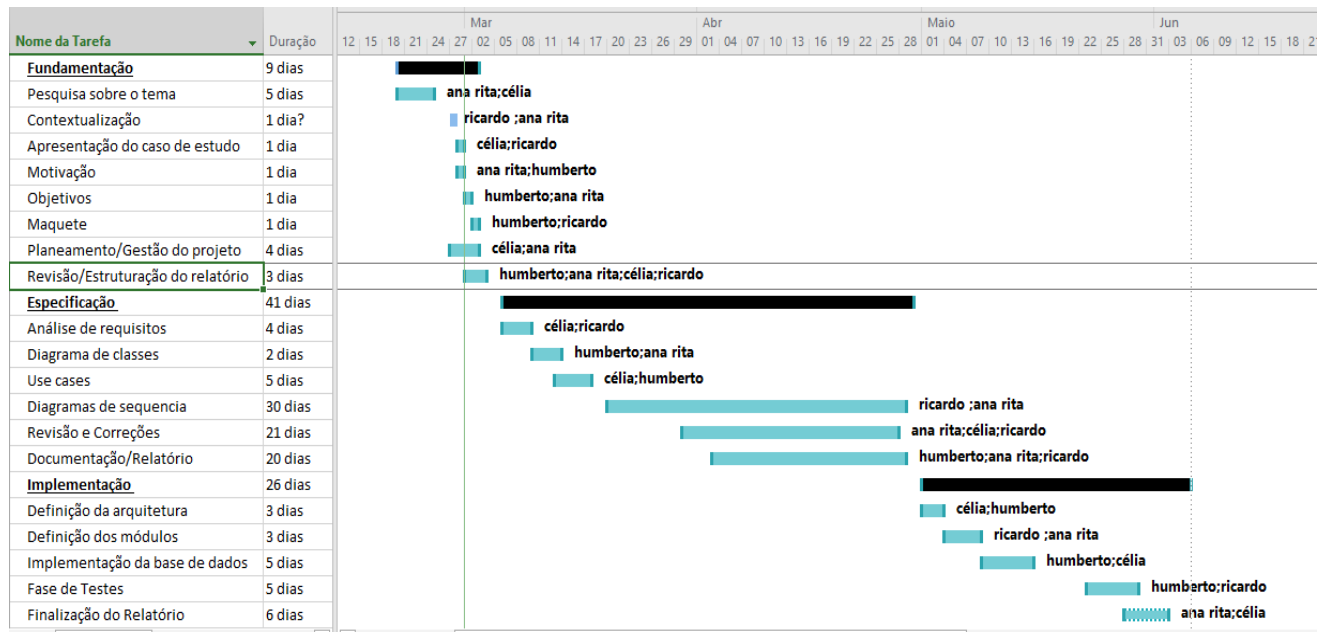 Mar Abr Maio Jun
Nome da Tarefa Duração 12 15 18 21 24 27 02 05 08 11 14 17 20 23 26 29 01 04 07 10 13 16 19 22 25 28 01 04 07 10 13 16 19 22 25 28 31 03 06 09 12 15 18
Fundamentação 9 dias
Pesquisa sobre o tema 5 dias ana rita;célia
Contextualização 1 dia? ricardo ;ana rita
Apresentação do caso de estudo 1 dia célia;ricardo
Motivação 1 dia ana rita;humberto
Objetivos 1 dia humberto;ana rita
Maquete 1 dia humberto;ricardo
Planeamento/Gestão do projeto 4 dias célia;ana rita
Revisão/Estruturação do relatório 3 dias humberto;ana rita;célia;ricardo
Especificação 41 dias
Análise de requisitos 4 dias célia;ricardo
Diagrama de classes 2 dias humberto;ana rita
Use cases 5 dias célia;humberto
Diagramas de sequencia 30 dias ricardo ;ana rita
Revisão e Correções 21 dias ana rita;célia;ricardo
Documentação/Relatório 20 dias humberto;ana rita;ricardo
Implementação 26 dias
Definição da arquitetura 3 dias célia;humberto
Definição dos módulos 3 dias ricardo ;ana rita
Implementação da base de dados 5 dias humberto;célia
Fase de Testes 5 dias humberto;ricardo
Finalização do Relatório 6 dias ana rita;célia